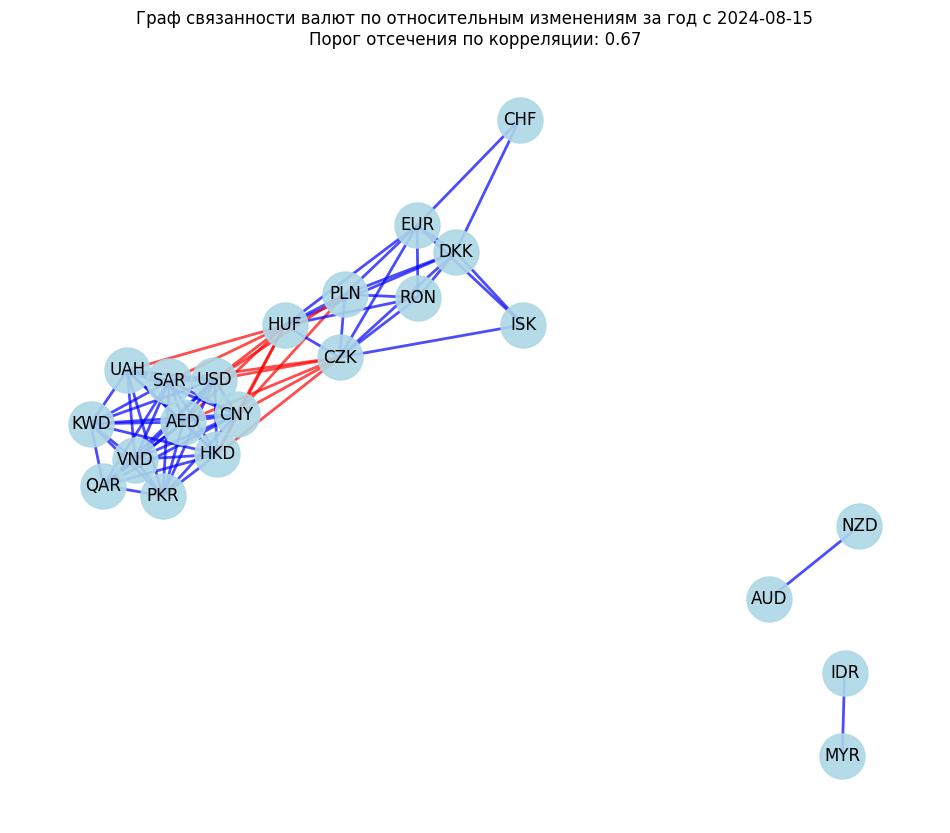 Граф связанности валют по относительным изменениям за год с 2024-08-15
Порог отсечения по корреляции: 0.67
CHF
EUR
DKK
PLN
RON
HUF
ISK
CZK
UAH
SAR
USD
CNY
KWD
AED
HKD
VND
QAR
PKR
NZD
AUD
IDR
MYR